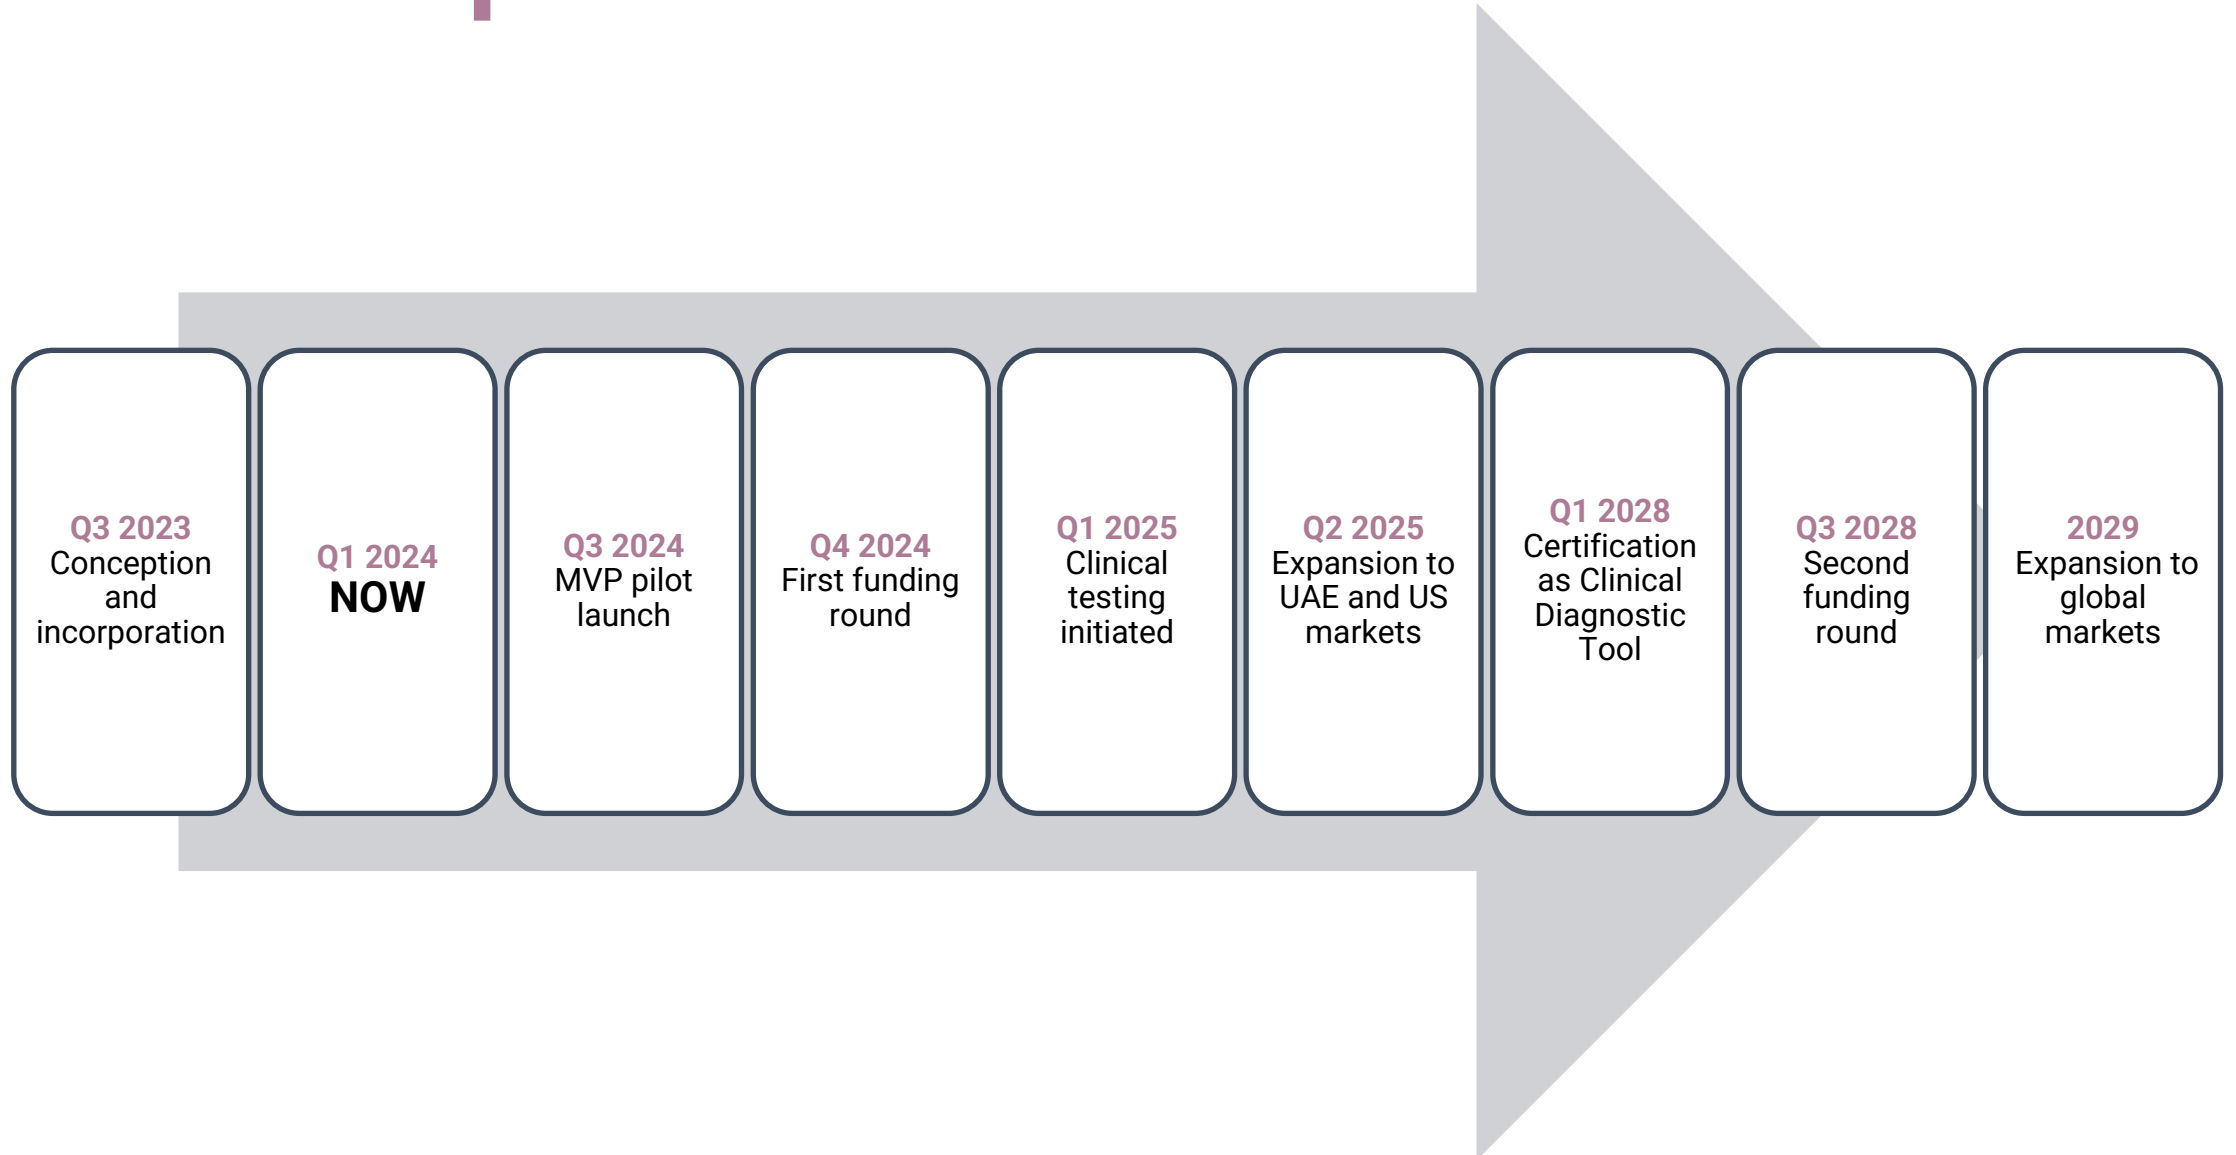 Q3 2023
Conception
and
incorporation
Q1 2024
NOW
Q3 2024
MVP pilot
launch
Q4 2024
First funding
round
Q1 2025
Clinical
testing
initiated
Q2 2025
Expansion to
UAE and US
markets
Q1 2028
Certification
as Clinical
Diagnostic
Tool
Q3 2028
Second
funding
round
2029
Expansion to
global
markets